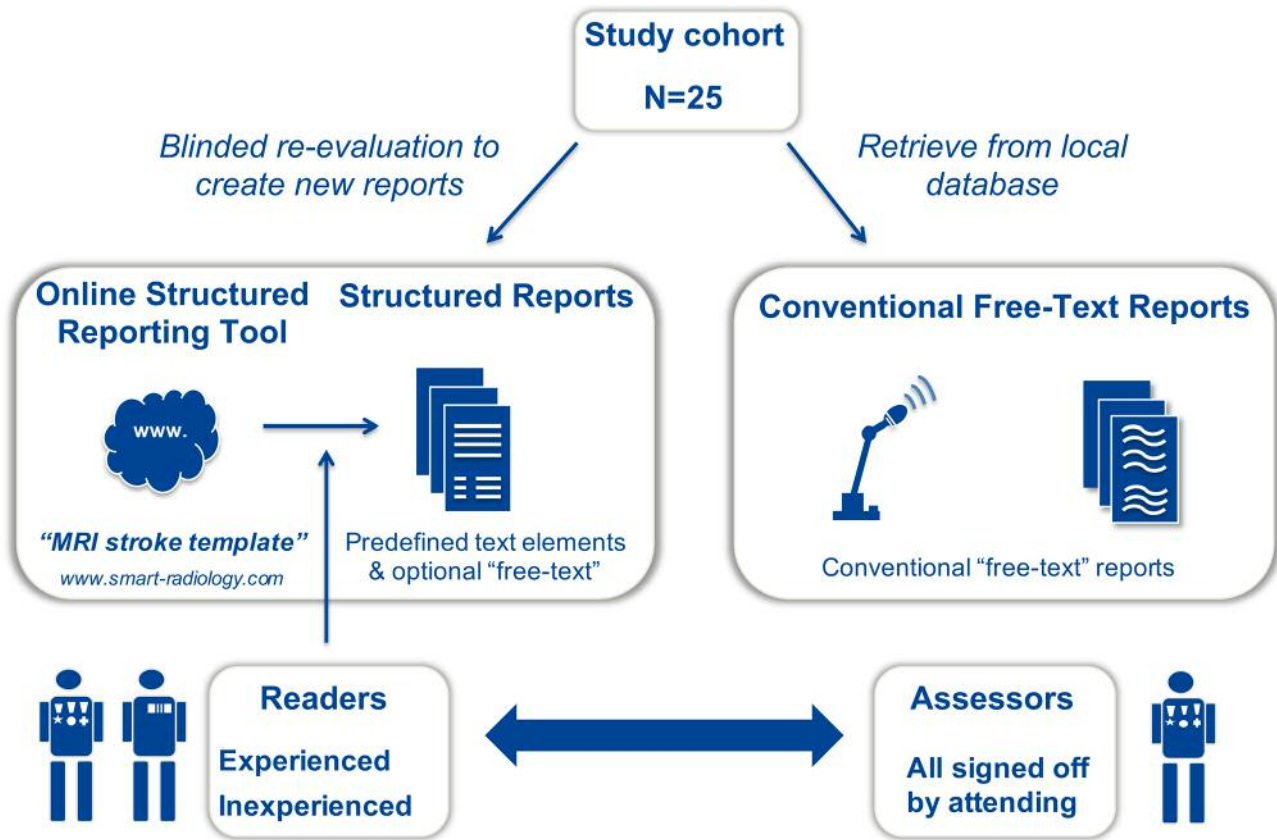 Study cohort
N=25
Blinded re-evaluation to
create new reports
Retrieve from local
database
Online Structured
Reporting Tool
Structured Reports
www.
“MRI stroke template”
www.smart-radiology.com
Predefined text elements
& optional “free-text”
Conventional Free-Text Reports
Conventional “free-text” reports
Readers
Experienced
Inexperienced
Assessors
All signed off
by attending